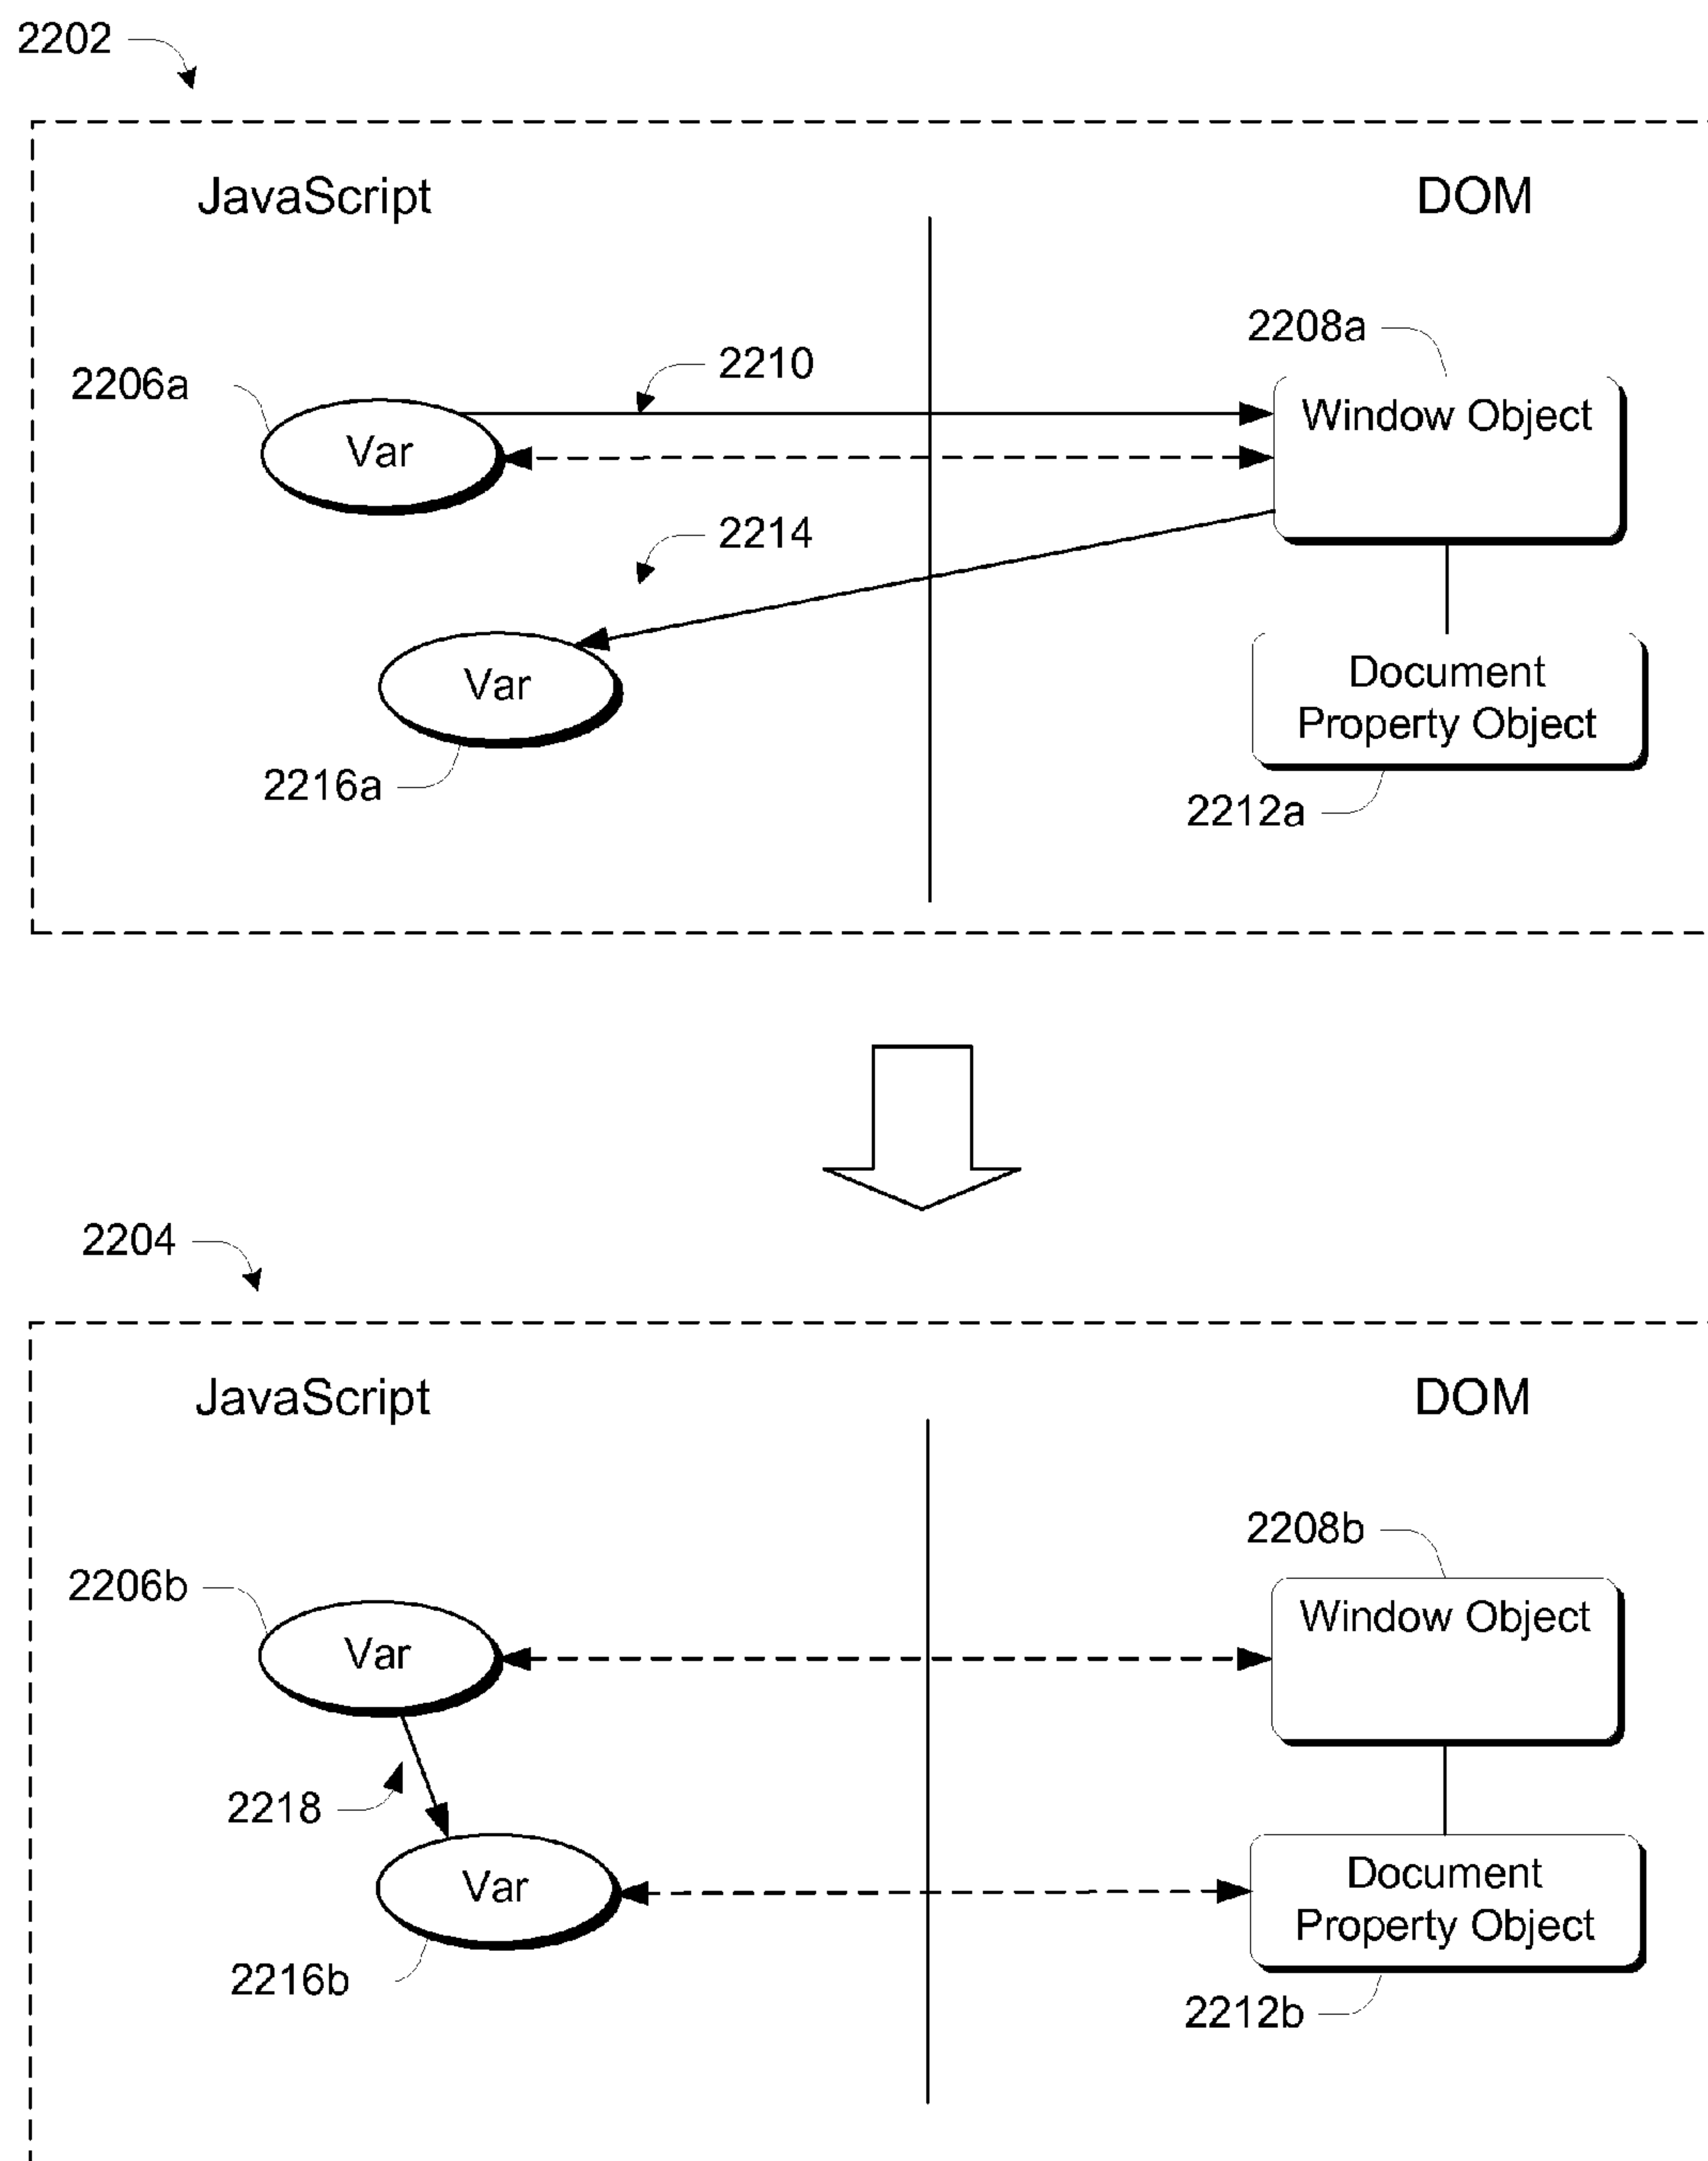 2202
JavaScript
DOM
2208a
2210
2206a
Window Object
Var
2214
Document
Property Object
Var
2216a
2212a
2204
JavaScript
DOM
2208b
2206b
Window Object
Var
2218
Document
Property Object
Var
2216b
2212b